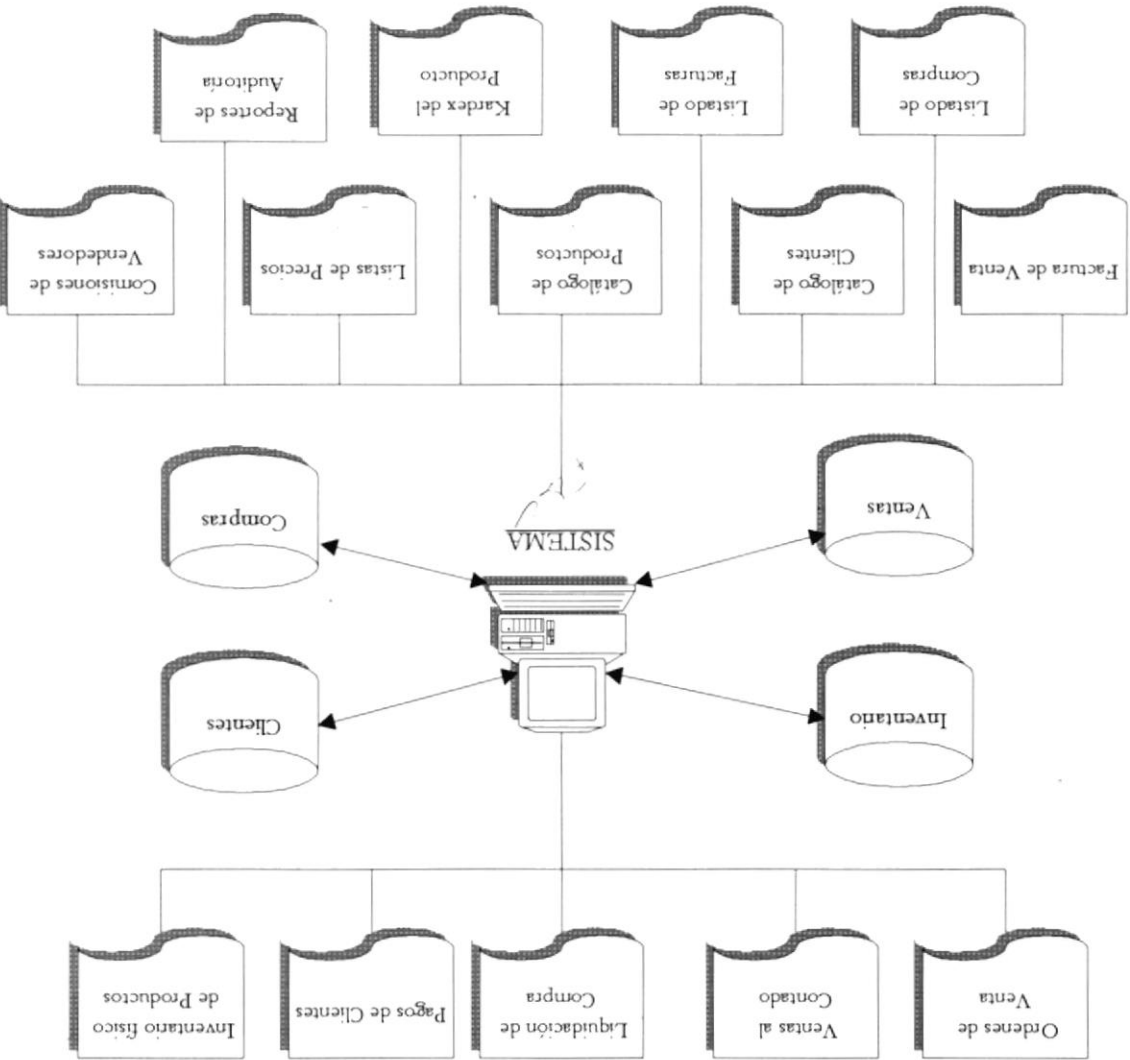 Ordenes de
Venta
Ventas al
Contado
Liquidación de
Compra
Pagos de Clientes
Inventario físico
de Productos
Inventario
Clientes
Ventas
Compras
SISTEMA
Factura de Venta
Catálogo de
Clientes
Catálogo de
Productos
Listas de Precios
Comisiones de
Vendedores
Listado de
Compras
Listado de
Facturas
Kardex del
Producto
Reportes de
Auditoría